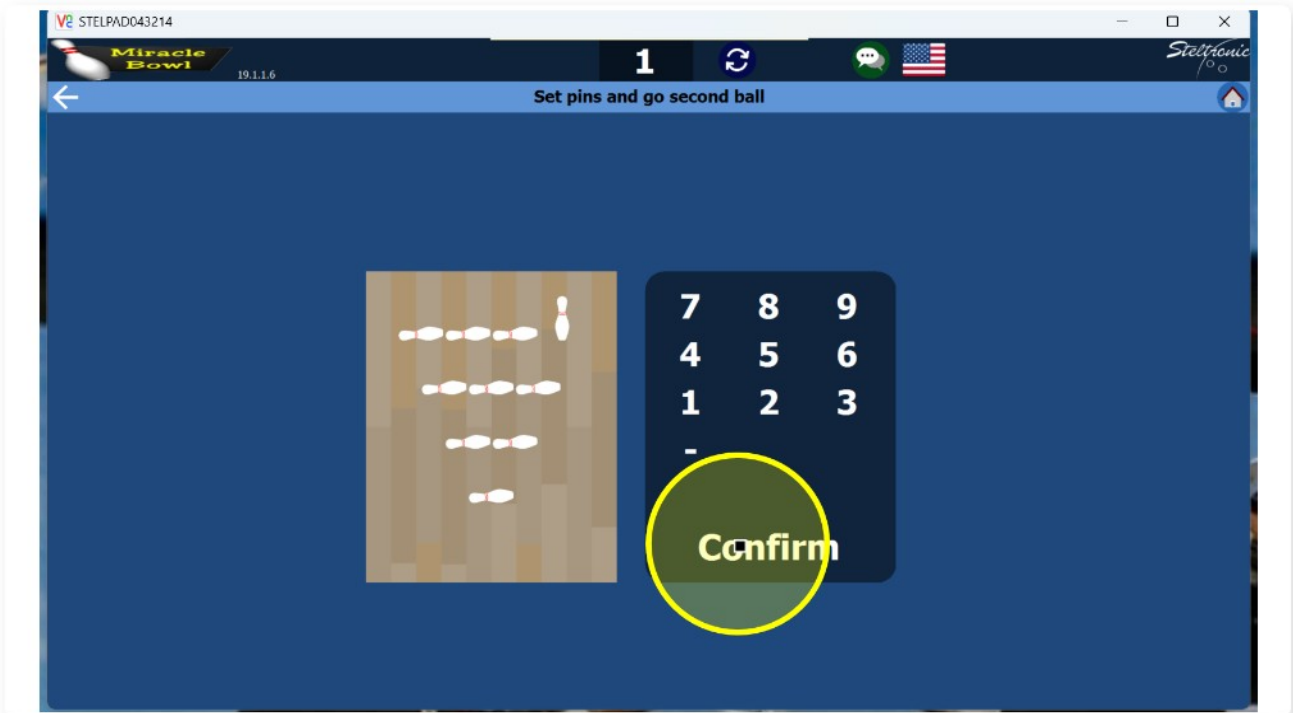 STELPAD043214
Miracle
Bowl
19.1.1.6
1
Steltronic
Set pins and go second ball
7 8 9
4 5 6
1 2 3
-
Confirm